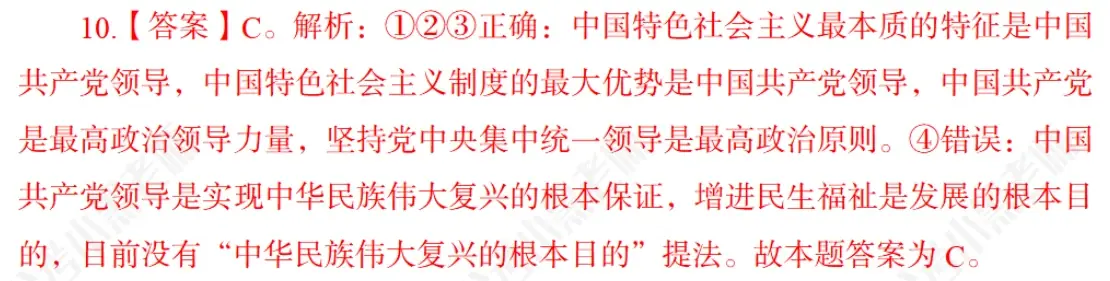 10.【答案】C。解析：①②③正确：中国特色社会主义最本质的特征是中国
共产党领导，中国特色社会主义制度的最大优势是中国共产党领导，中国共产党
是最高政治领导力量，坚持党中央集中统一领导是最高政治原则。④错误：中国
共产党领导是实现中华民族伟大复兴的根本保证，增进民生福祉是发展的根本目
的，目前没有“中华民族伟大复兴的根本目的”提法。故本题答案为 C。